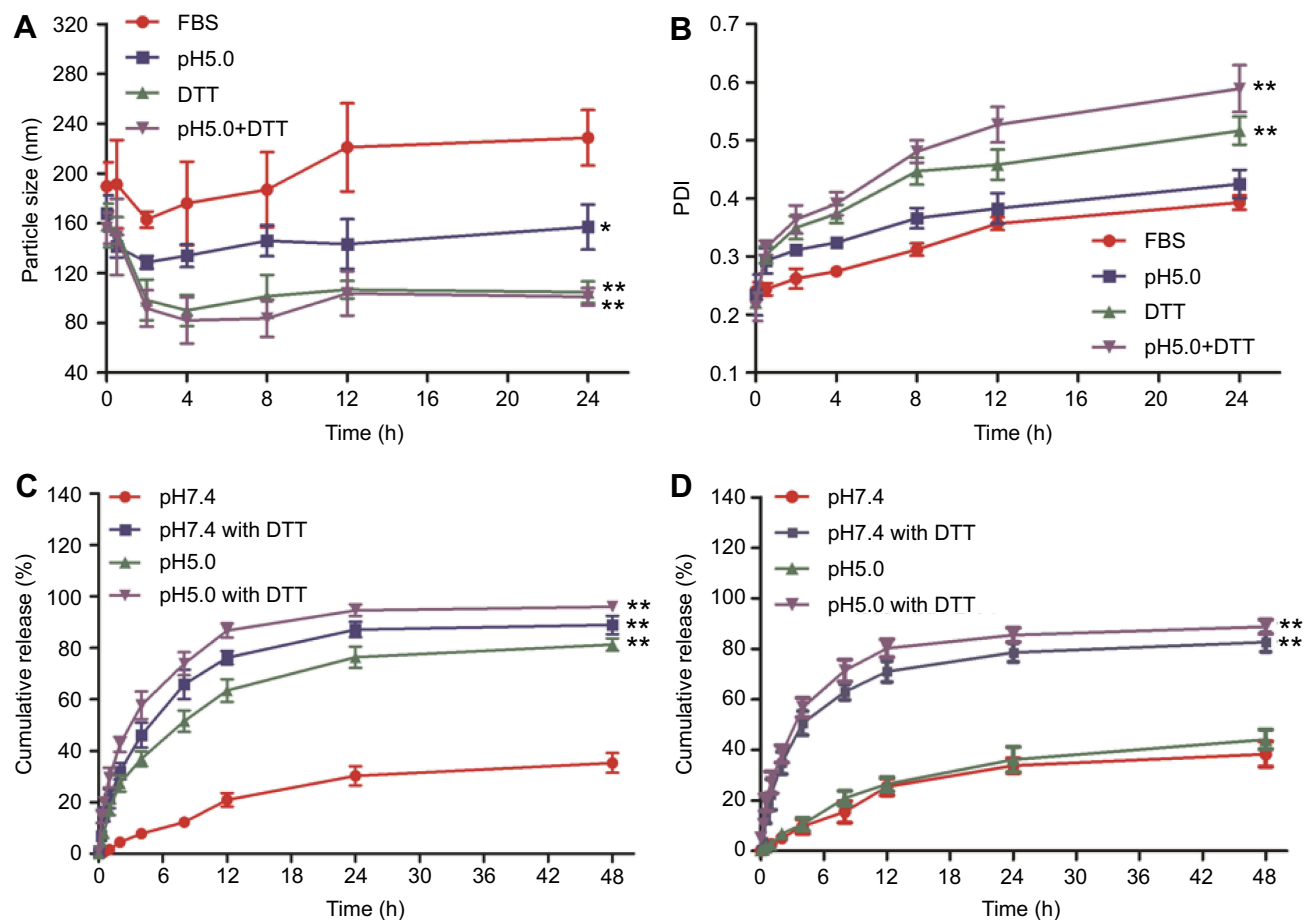 A
Particle size (nm)
320
280
240
200
160
120
80
40
0 4 8 12 16 20 24
Time (h)
FBS
pH5.0
DTT
pH5.0+DTT
*
**
**
B
PDI
0.7
0.6
0.5
0.4
0.3
0.2
0.1
0 4 8 12 16 20 24
Time (h)
**
**
FBS
pH5.0
DTT
pH5.0+DTT
C
Cumulative release (%)
140
120
100
80
60
40
20
0
0 6 12 18 24 30 36 42 48
Time (h)
pH7.4
pH7.4 with DTT
pH5.0
pH5.0 with DTT
**
**
**
D
Cumulative release (%)
140
120
100
80
60
40
20
0
0 6 12 18 24 30 36 42 48
Time (h)
pH7.4
pH7.4 with DTT
pH5.0
pH5.0 with DTT
**
**